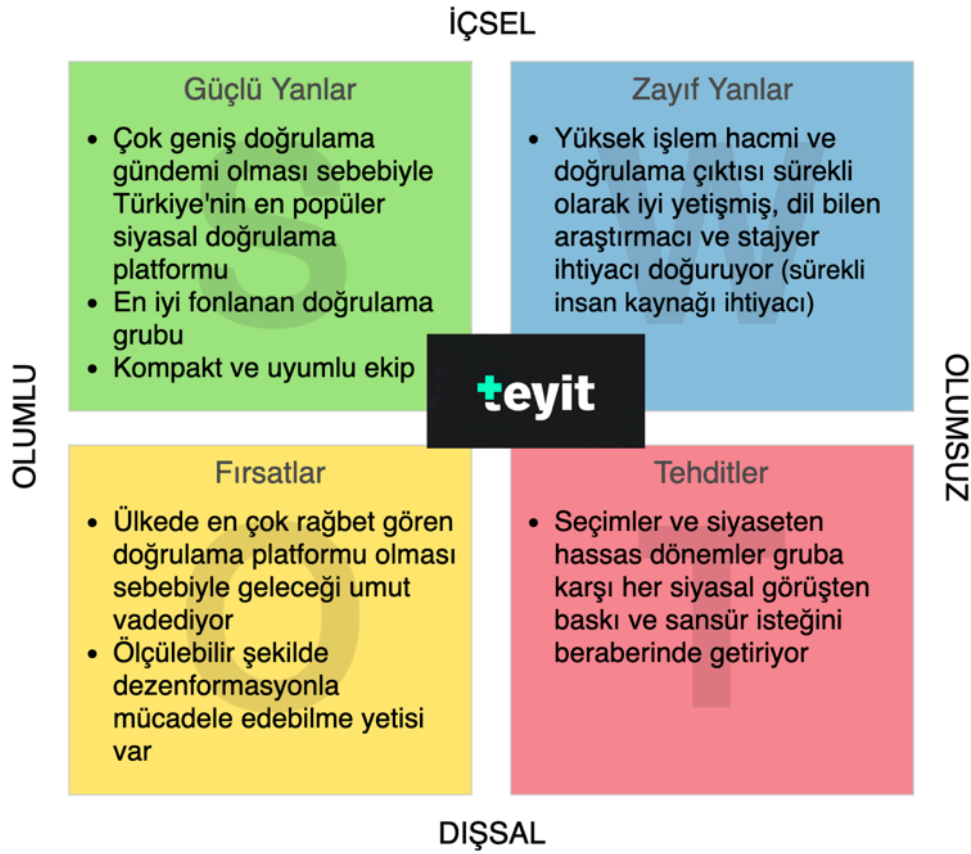 İÇSEL
Güçlü Yanlar
• Çok geniş doğrulama
gündemi olması sebebiyle
Türkiye'nin en popüler
siyasal doğrulama
platformu
• En iyi fonlanan doğrulama
grubu
• Kompakt ve uyumlu ekip
S
Zayıf Yanlar
• Yüksek işlem hacmi ve
doğrulama çıktısı sürekli
olarak iyi yetişmiş, dil bilen
araştırmacı ve stajyer
ihtiyacı doğuruyor (sürekli
insan kaynağı ihtiyacı)
W
OLUMLU
teyit
OLUMSUZ
Fırsatlar
• Ülkede en çok rağbet gören
doğrulama platformu olması
sebebiyle geleceği umut
vadediyor
• Ölçülebilir şekilde
dezenformasyonla
mücadele edebilme yetisi
var
O
Tehditler
• Seçimler ve siyaseten
hassas dönemler gruba
karşı her siyasal görüşten
baskı ve sansür isteğini
beraberinde getiriyor
T
DIŞSAL